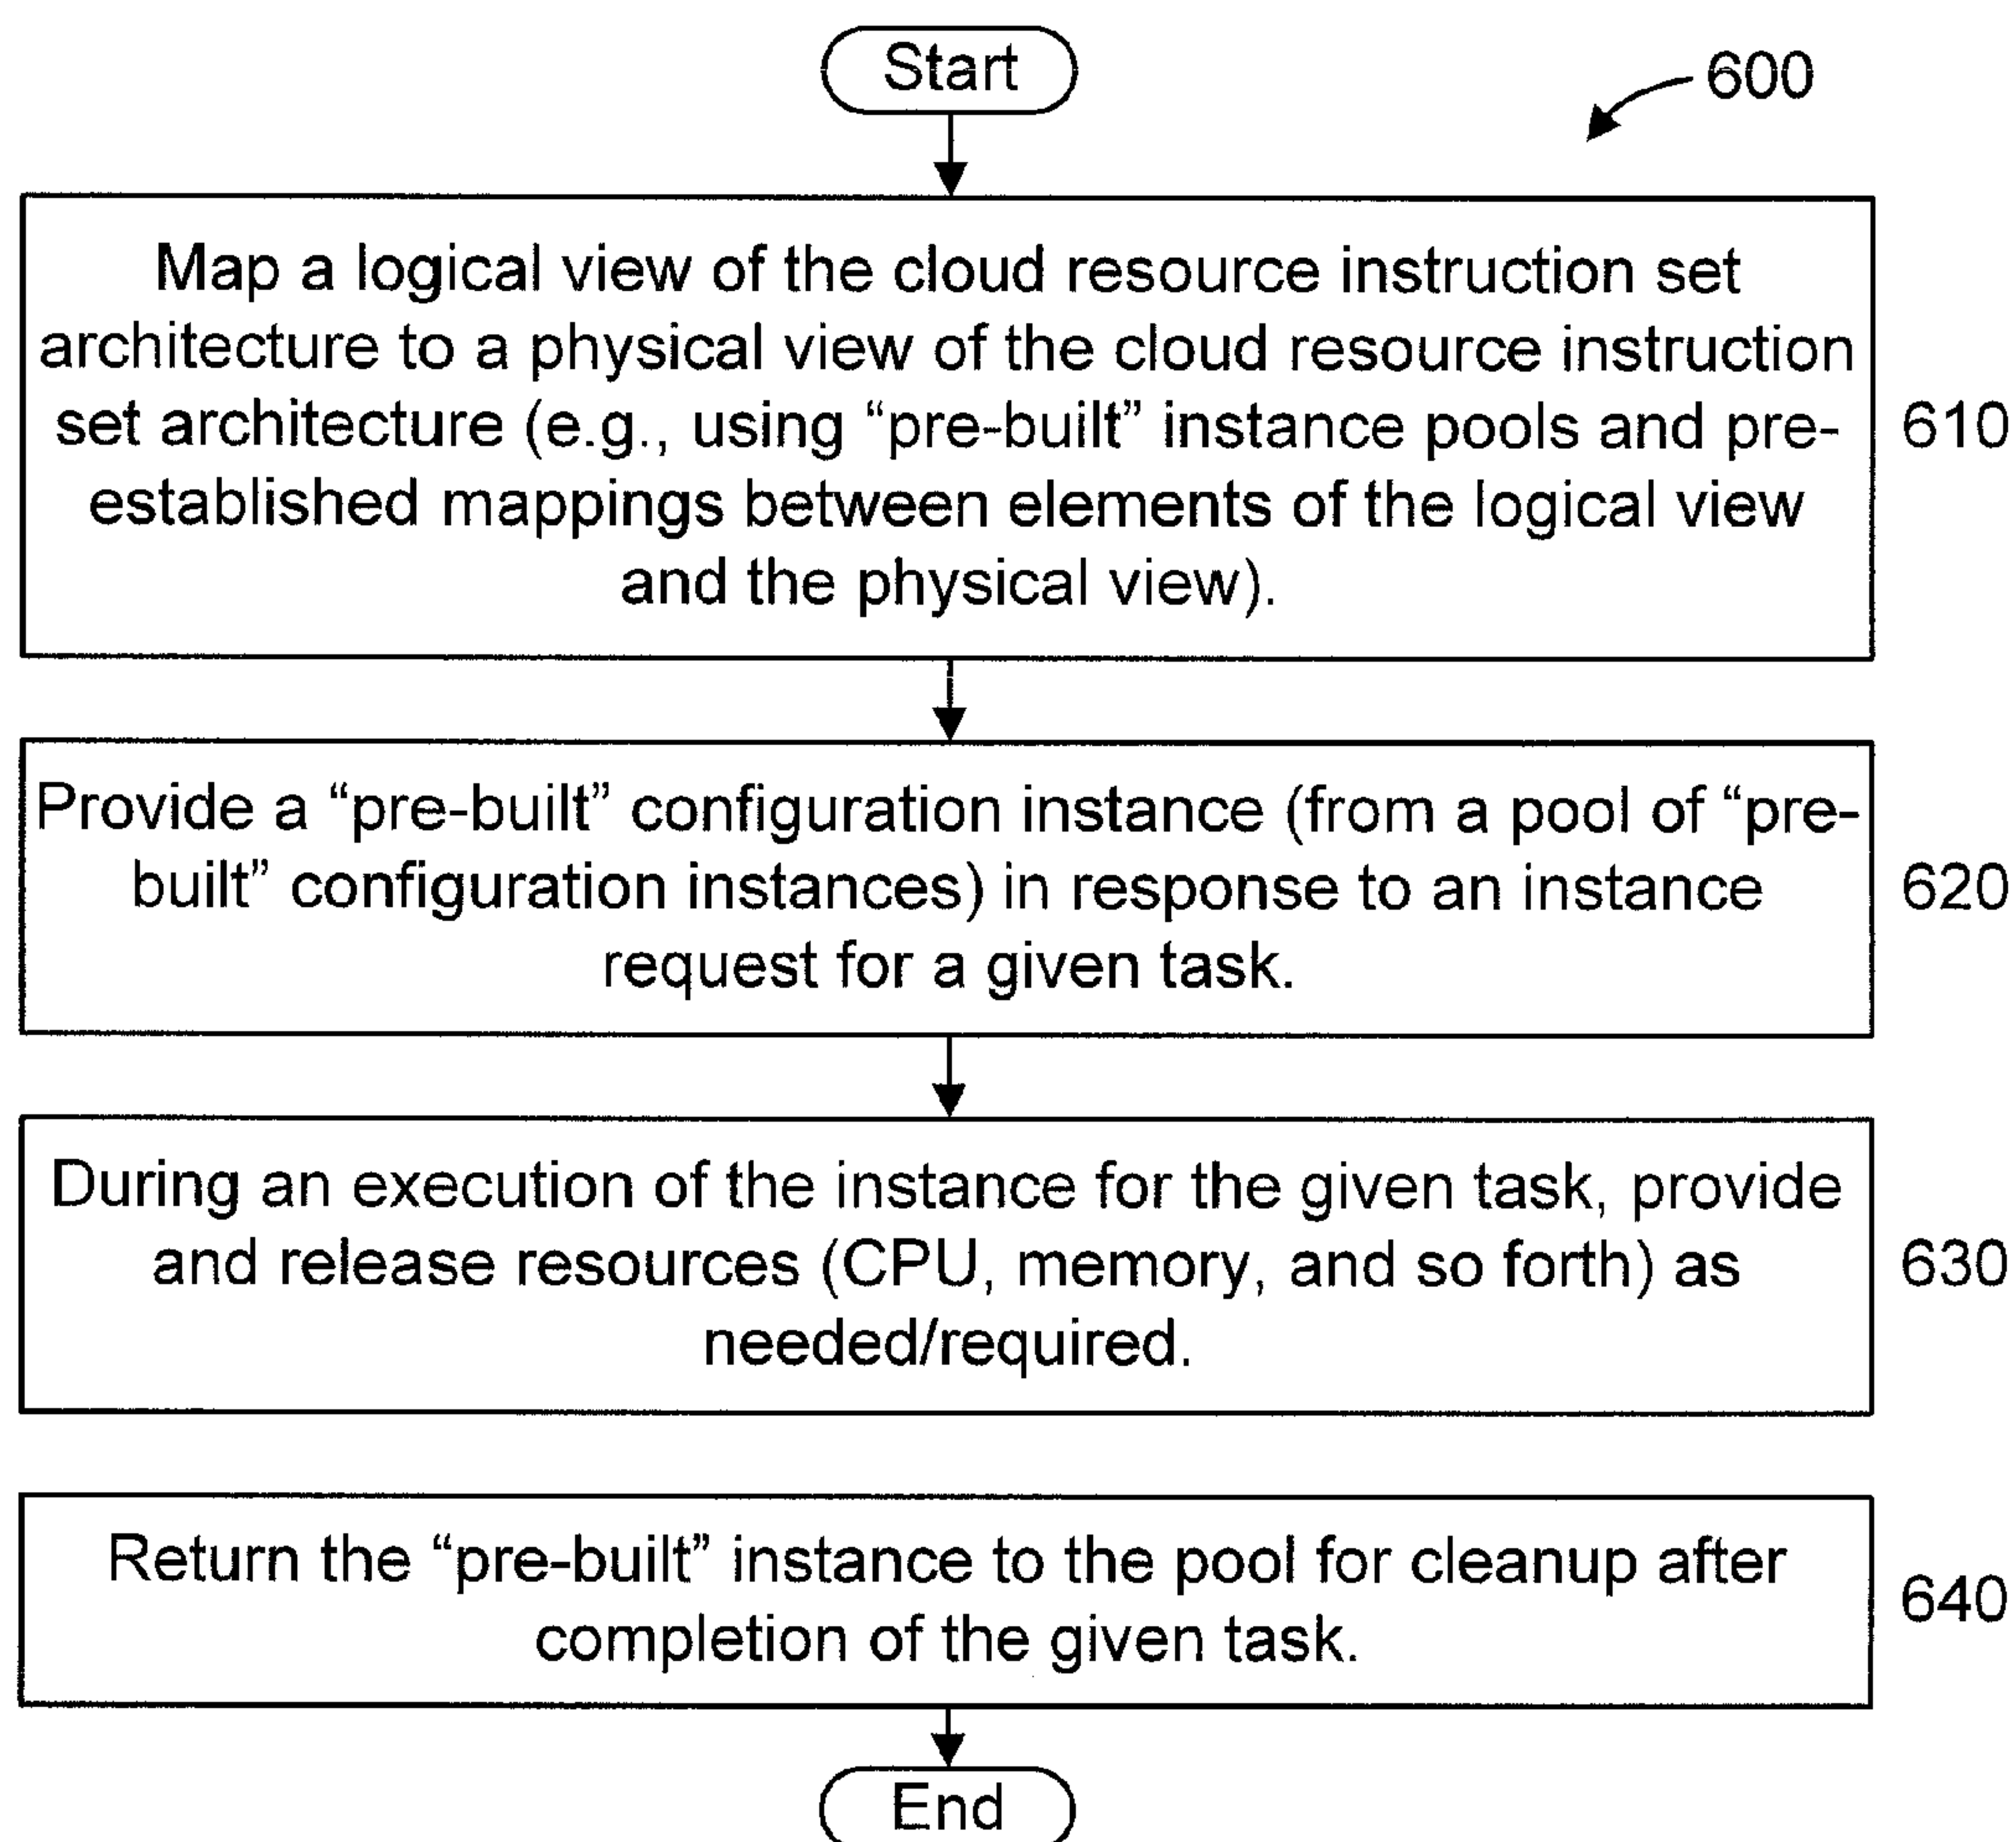 Start
600
Map a logical view of the cloud resource instruction set
architecture to a physical view of the cloud resource instruction
set architecture (e.g., using “pre-built” instance pools and pre-
established mappings between elements of the logical view
and the physical view).
610
Provide a “pre-built” configuration instance (from a pool of “pre-
built” configuration instances) in response to an instance
request for a given task.
620
During an execution of the instance for the given task, provide
and release resources (CPU, memory, and so forth) as
needed/required.
630
Return the “pre-built” instance to the pool for cleanup after
completion of the given task.
640
End